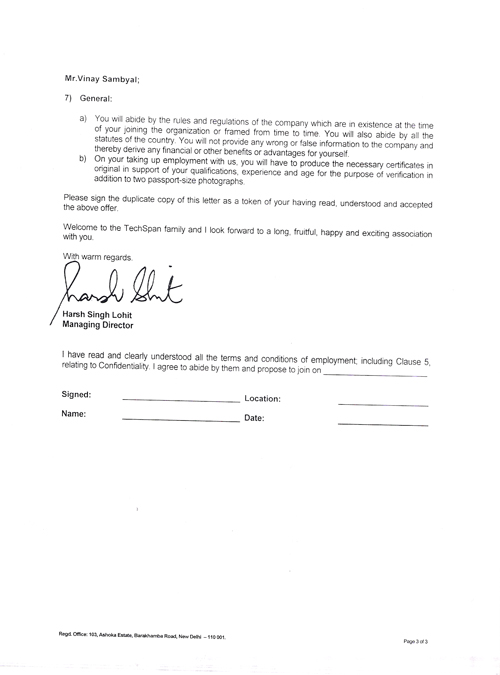 Mr.Vinay Sambyal;
7) General:
a) You will abide by the rules and regulations of the company which are in existence at the time
of your joining the organization or framed from time to time. You will also abide by all the
statutes of the country. You will not provide any wrong or false information to the company and
thereby derive any financial or other benefits or advantages for yourself.
b) On your taking up employment with us, you will have to produce the necessary certificates in
original in support of your qualifications, experience and age for the purpose of verification in
addition to two passport-size photographs.
Please sign the duplicate copy of this letter as a token of your having read, understood and accepted
the above offer.
Welcome to the TechSpan family and I look forward to a long, fruitful, happy and exciting association
with you.
With warm regards.
Harsh Singh Lohit
Managing Director
I have read and clearly understood all the terms and conditions of employment; including Clause 5,
relating to Confidentiality. I agree to abide by them and propose to join on
Signed:
Location:
Name:
Date:
Regd. Office: 103, Ashoka Estate, Barakhamba Road, New Delhi – 110 001.
Page 3 of 3